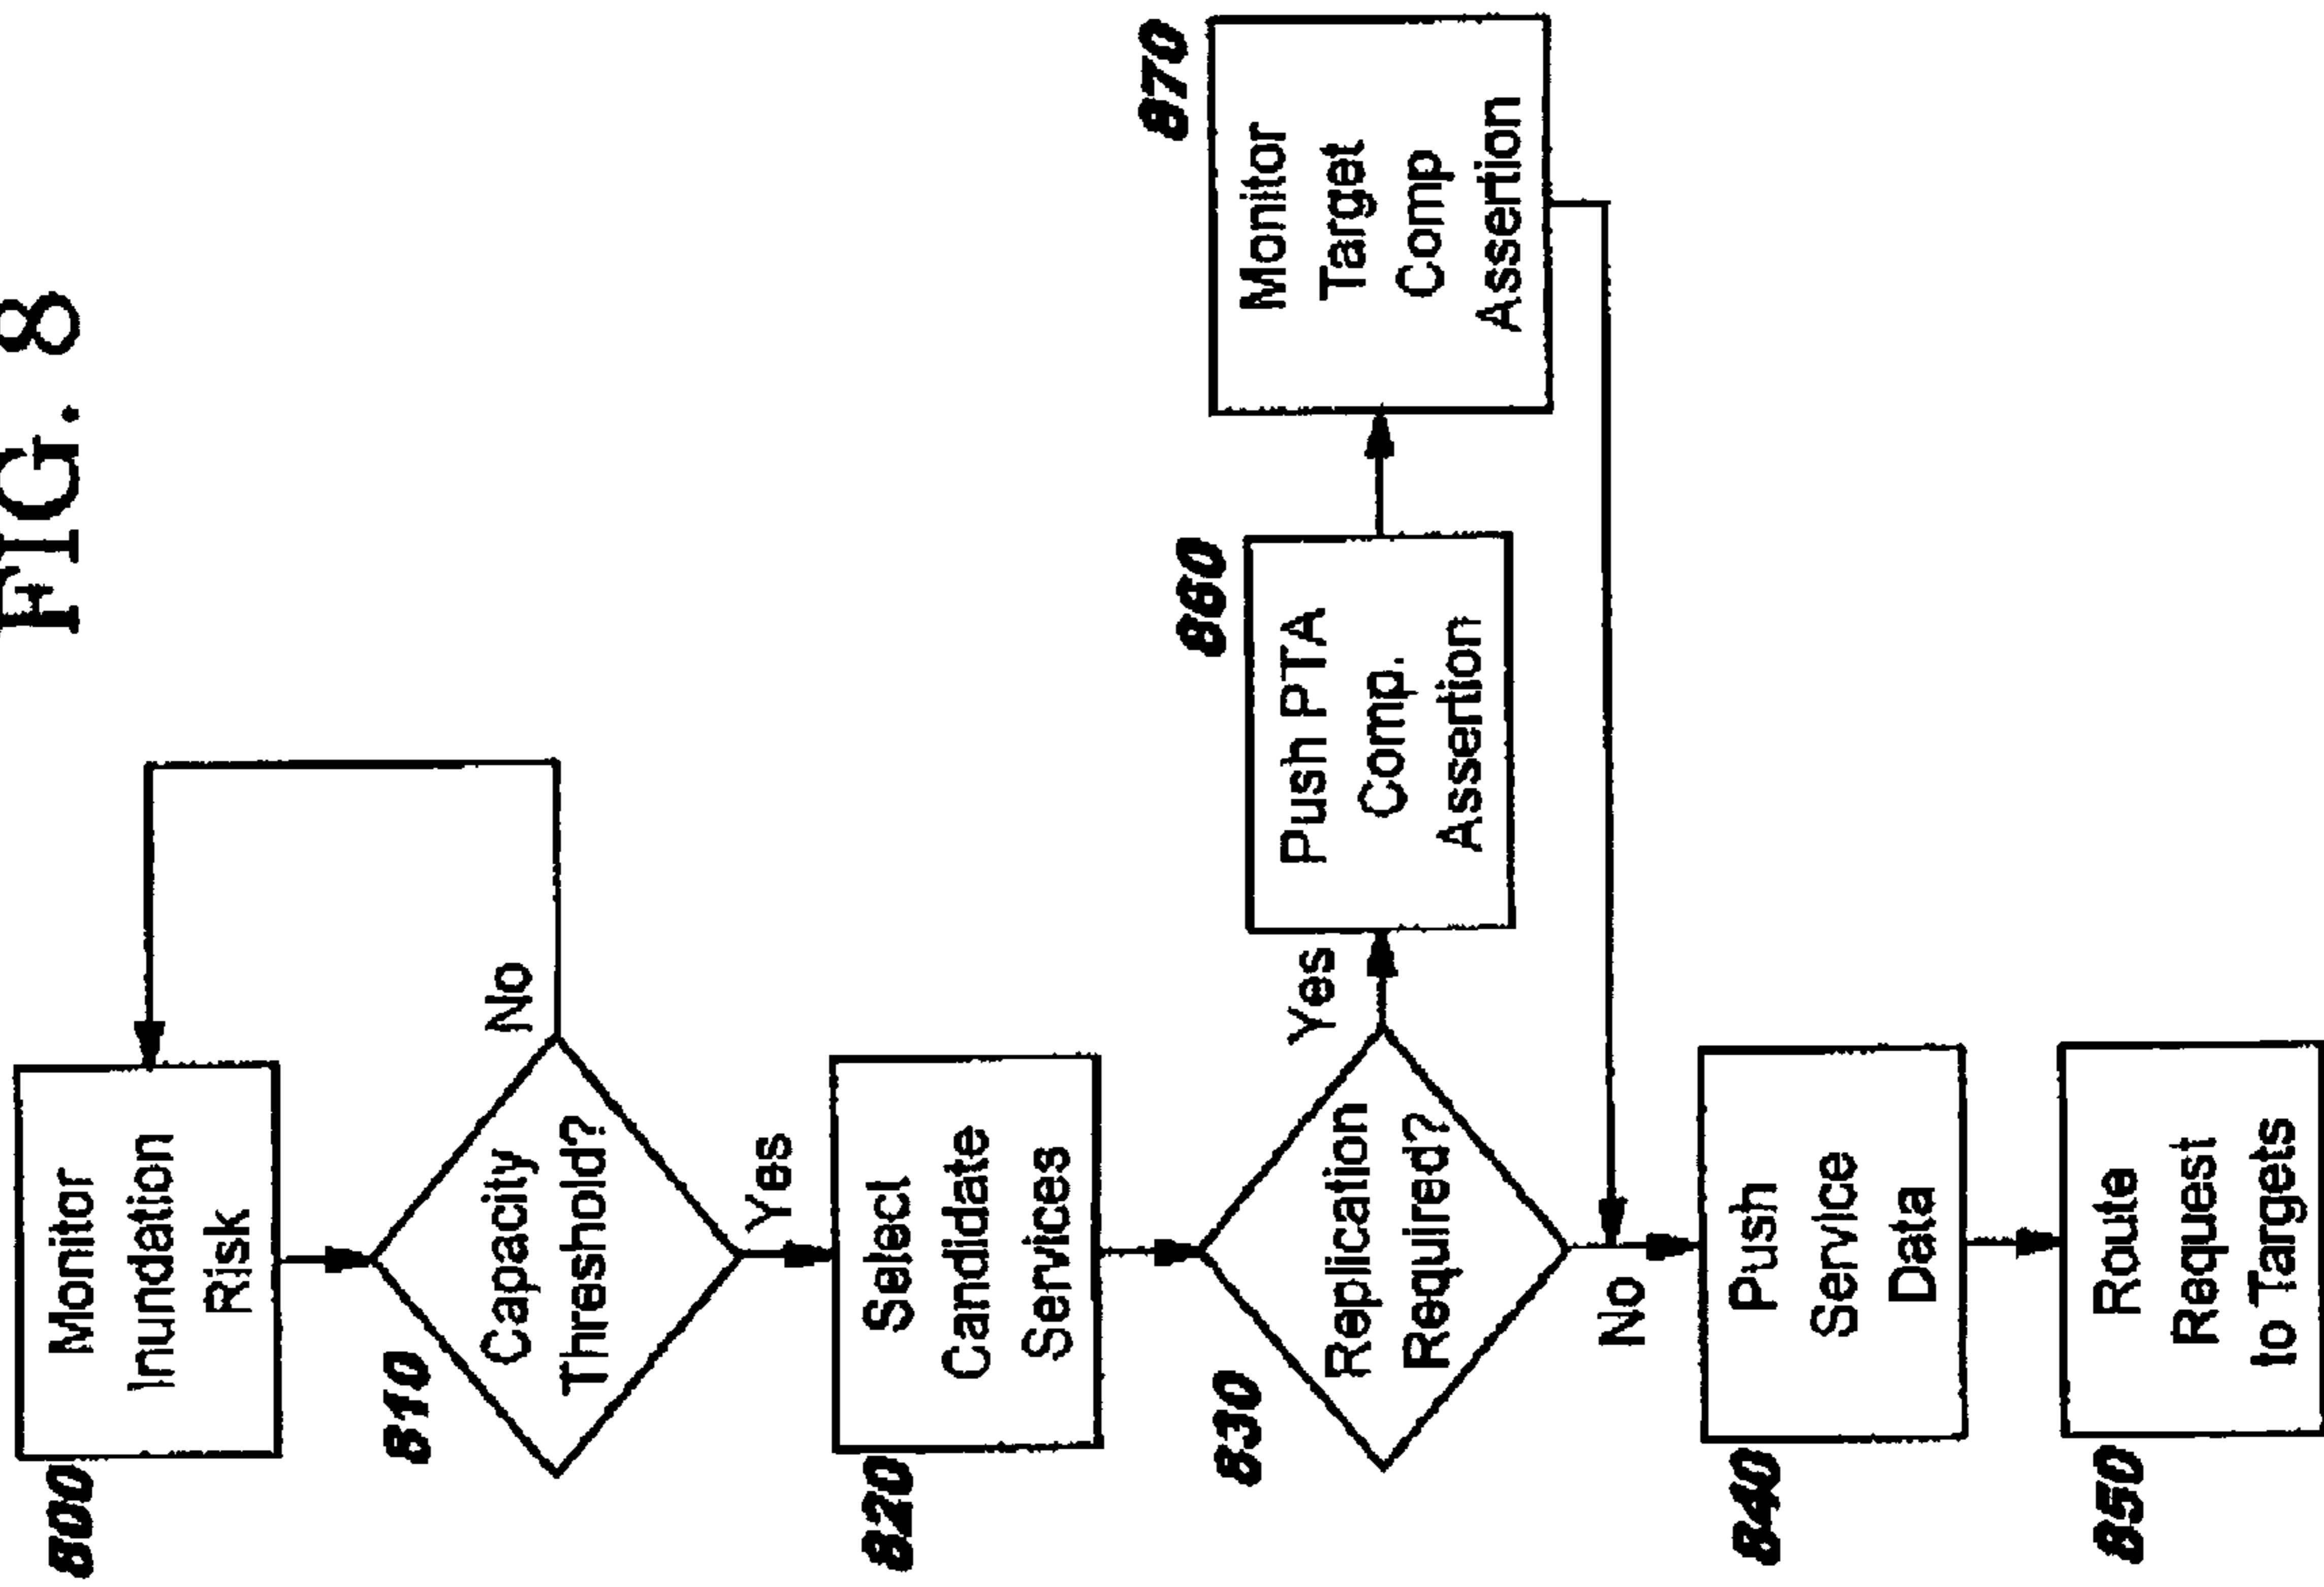 FIG. 8
800
Monitor
Inundation
Risk
810
Capacity
Threshold?
No
Yes
820
Select
Candidate
Services
830
Replication
Required?
Yes
No
860
Push PTA
Comp.
Assertion
870
Monitor
Target
Comp
Assertion
840
Push
Service
Data
850
Route
Request
to Targets